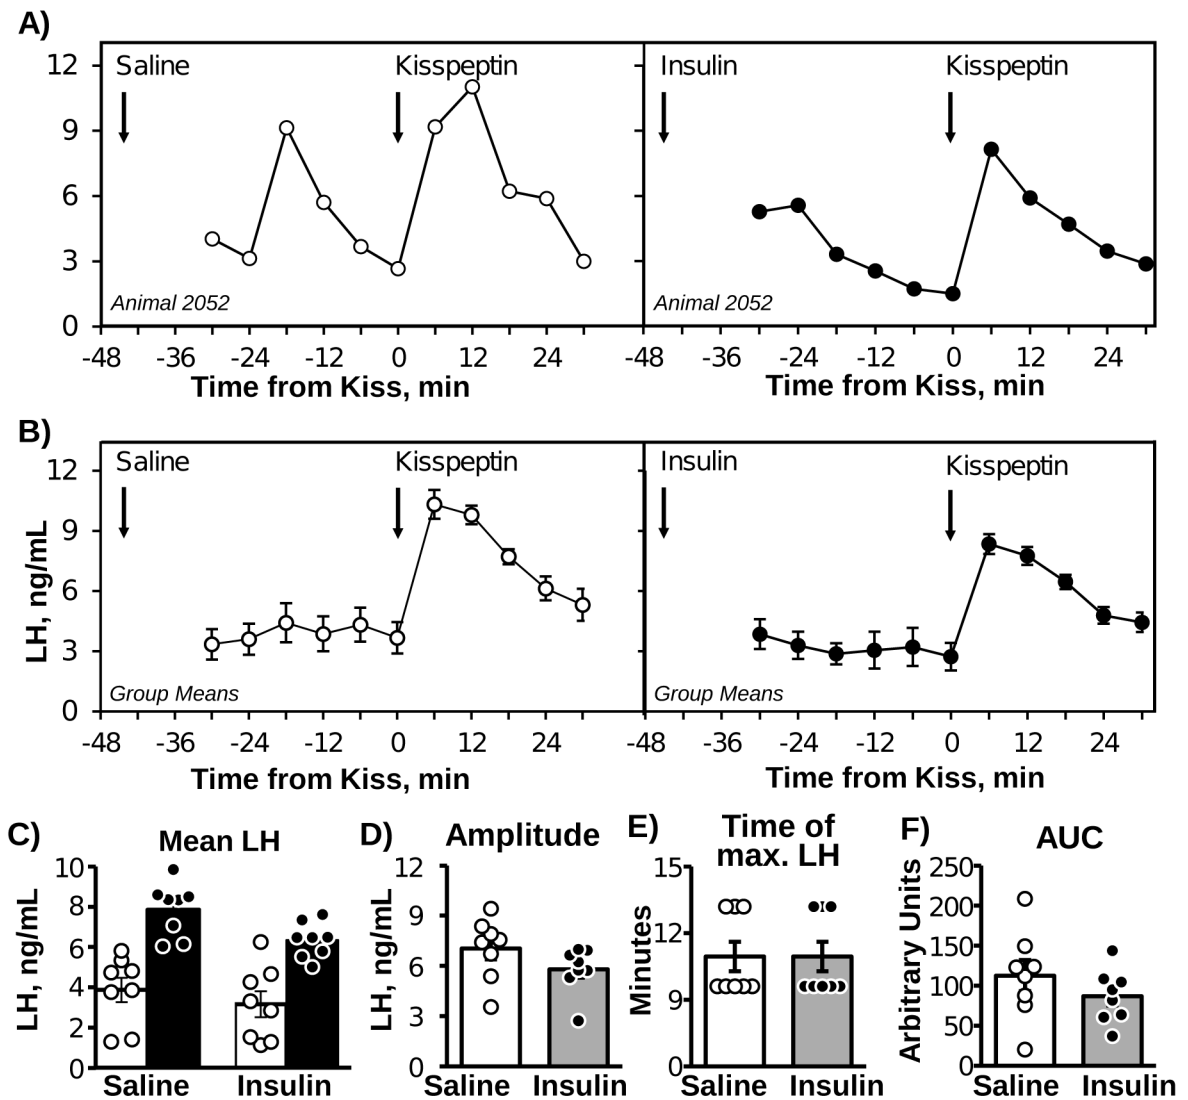 A)
Saline
Kisspeptin
Insulin
Kisspeptin
12
9
6
3
0
Animal 2052
Animal 2052
-48 -36 -24 -12 0 12 24 -48 -36 -24 -12 0 12 24
Time from Kiss, min
Time from Kiss, min
B)
Saline
Kisspeptin
Insulin
Kisspeptin
LH, ng/mL
12
9
6
3
0
Group Means
Group Means
-48 -36 -24 -12 0 12 24 -48 -36 -24 -12 0 12 24
Time from Kiss, min
Time from Kiss, min
C)
Mean LH
LH, ng/mL
10
8
6
4
2
0
Saline Insulin
D)
Amplitude
LH, ng/mL
12
9
6
3
0
Saline Insulin
E)
Time of
max. LH
Minutes
15
12
9
0
Saline Insulin
F)
AUC
Arbitrary Units
250
200
150
100
50
0
Saline Insulin